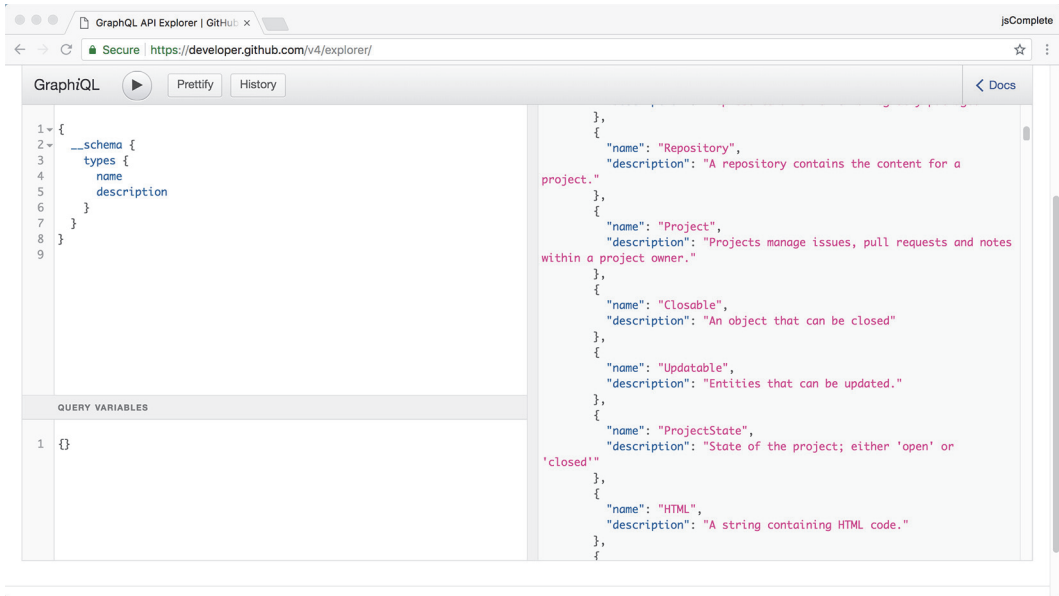 GraphQL API Explorer | GitHub
jsComplete
Secure https://developer.github.com/v4/explorer/
GraphiQL Prettify History Docs
1 {
2 __schema {
3 types {
4 name
5 description
6 }
7 }
8 }
9
QUERY VARIABLES
1 {}
},
{
"name": "Repository",
"description": "A repository contains the content for a
project."
},
{
"name": "Project",
"description": "Projects manage issues, pull requests and notes
within a project owner."
},
{
"name": "Closable",
"description": "An object that can be closed"
},
{
"name": "Updatable",
"description": "Entities that can be updated."
},
{
"name": "ProjectState",
"description": "State of the project; either 'open' or
'closed'"
},
{
"name": "HTML",
"description": "A string containing HTML code."
},
{